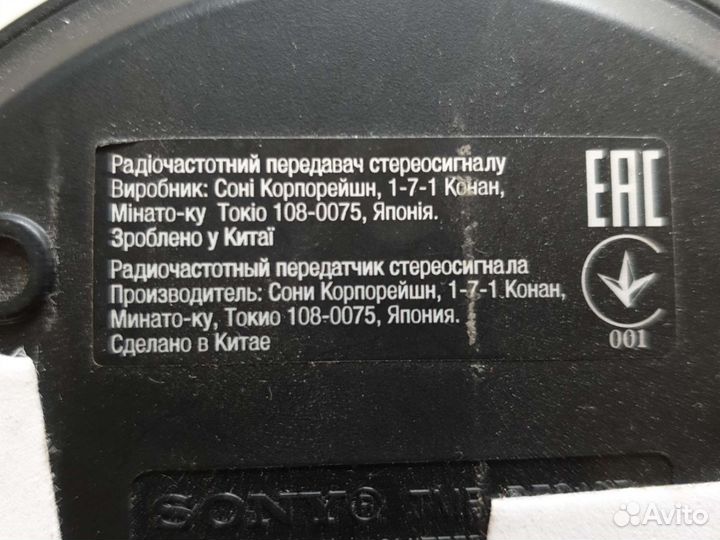 Радіочастотний передавач стереосигналу
Виробник: Соні Корпорейшн, 1-7-1 Конан,
Мінато-ку Токіо 108-0075, Японія.
Зроблено у Китаї
Радиочастотный передатчик стереосигнала
Производитель: Сони Корпорейшн, 1-7-1 Конан,
Минато-ку, Токио 108-0075, Япония.
Сделано в Китае
EAC
001
SONY®
Avito